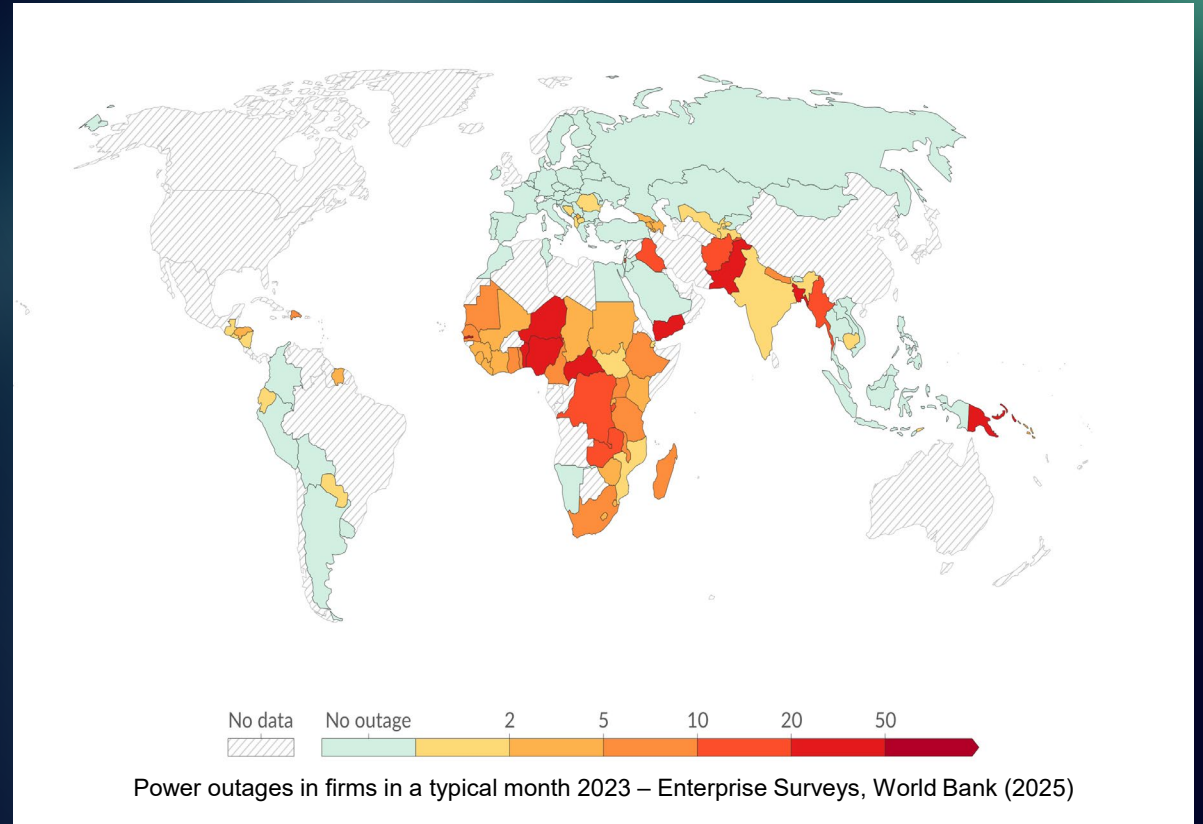 No data No outage 2 5 10 20 50
Power outages in firms in a typical month 2023 – Enterprise Surveys, World Bank (2025)